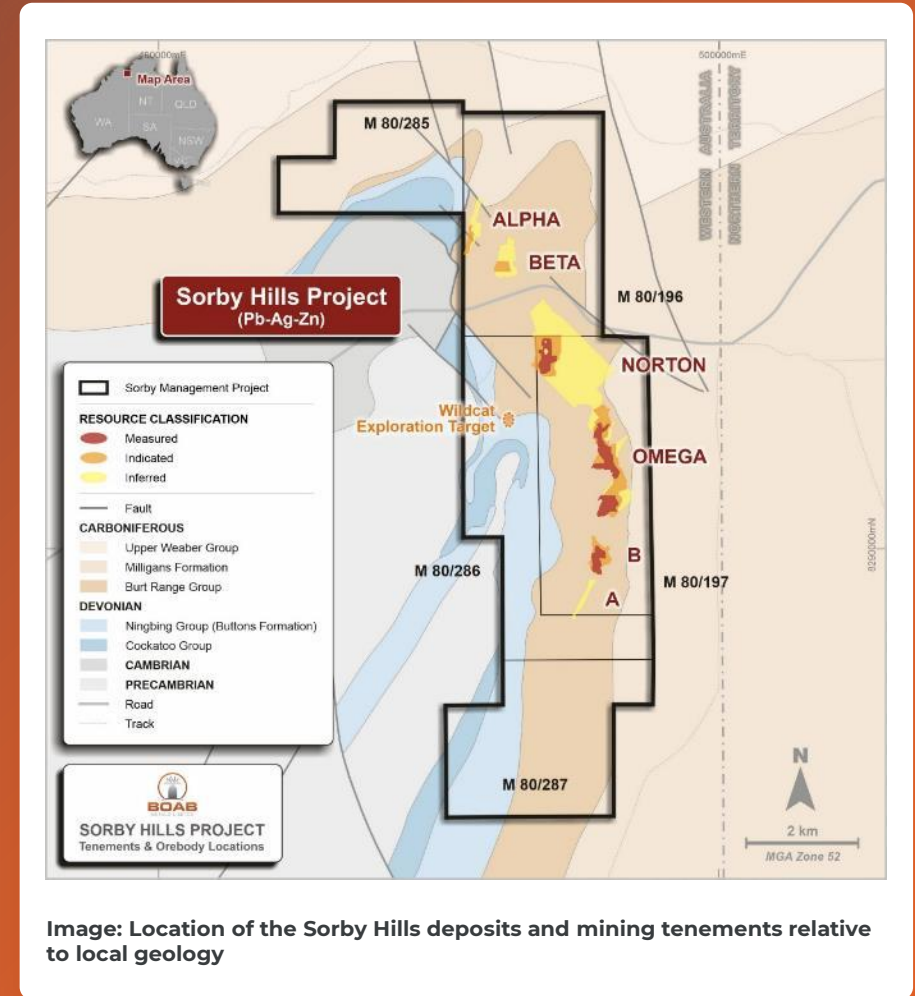 460000mE
500000mE
Map Area
NT
QLD
WA
SA
NSW
WESTERN AUSTRALIA
NORTHERN TERRITORY
M 80/285
ALPHA
BETA
Sorby Hills Project
(Pb-Ag-Zn)
M 80/196
NORTON
Wildcat
Exploration Target
OMEGA
8290000mN
B
M 80/286
M 80/197
A
Sorby Management Project
RESOURCE CLASSIFICATION
Measured
Indicated
Inferred
Fault
CARBONIFEROUS
Upper Weaber Group
Milligans Formation
Burt Range Group
DEVONIAN
Ningbing Group (Buttons Formation)
Cockatoo Group
CAMBRIAN
PRECAMBRIAN
Road
Track
M 80/287
N
2 km
MGA Zone 52
BOAB
SORBY HILLS PROJECT
Tenements & Orebody Locations
Image: Location of the Sorby Hills deposits and mining tenements relative
to local geology